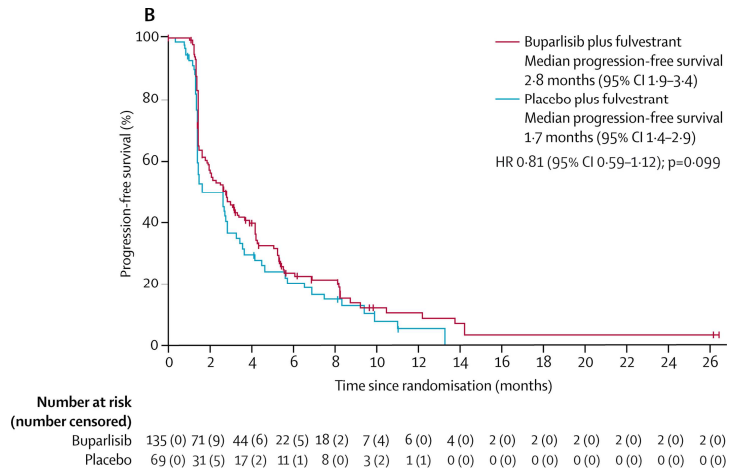 B
100
80
60
40
20
0
Progression-free survival (%)
Buparlisib plus fulvestrant
Median progression-free survival
2·8 months (95% CI 1·9–3·4)
Placebo plus fulvestrant
Median progression-free survival
1·7 months (95% CI 1·4–2·9)
HR 0·81 (95% CI 0·59–1·12); p=0·099
0 2 4 6 8 10 12 14 16 18 20 22 24 26
Time since randomisation (months)
Number at risk
(number censored)
Buparlisib 135 (0) 71 (9) 44 (6) 22 (5) 18 (2) 7 (4) 6 (0) 4 (0) 2 (0) 2 (0) 2 (0) 2 (0) 2 (0) 2 (0)
Placebo 69 (0) 31 (5) 17 (2) 11 (1) 8 (0) 3 (2) 1 (1) 0 (0) 0 (0) 0 (0) 0 (0) 0 (0) 0 (0) 0 (0)